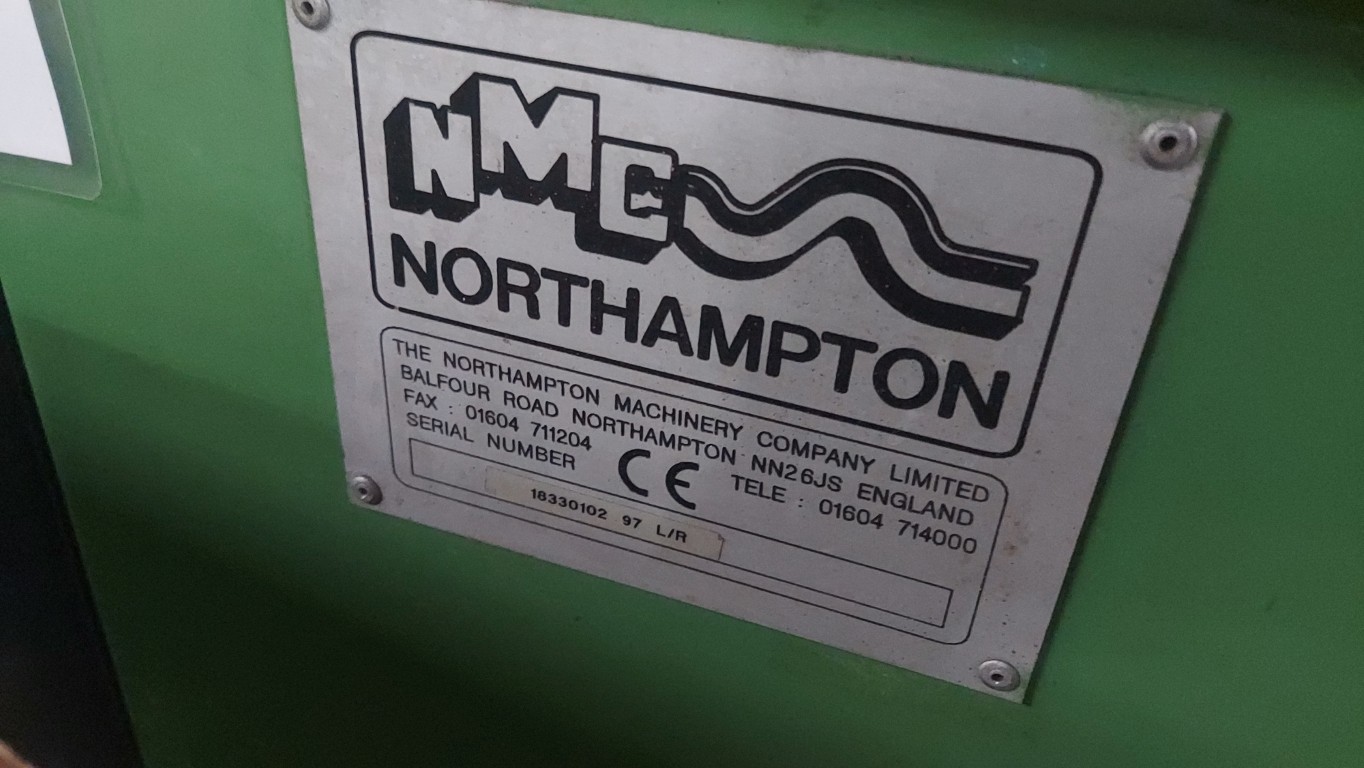 NMC
NORTHAMPTON
THE NORTHAMPTON MACHINERY COMPANY LIMITED
BALFOUR ROAD NORTHAMPTON NN26JS ENGLAND
FAX : 01604 711204 TELE : 01604 714000
SERIAL NUMBER CE
18330102 97 L/R